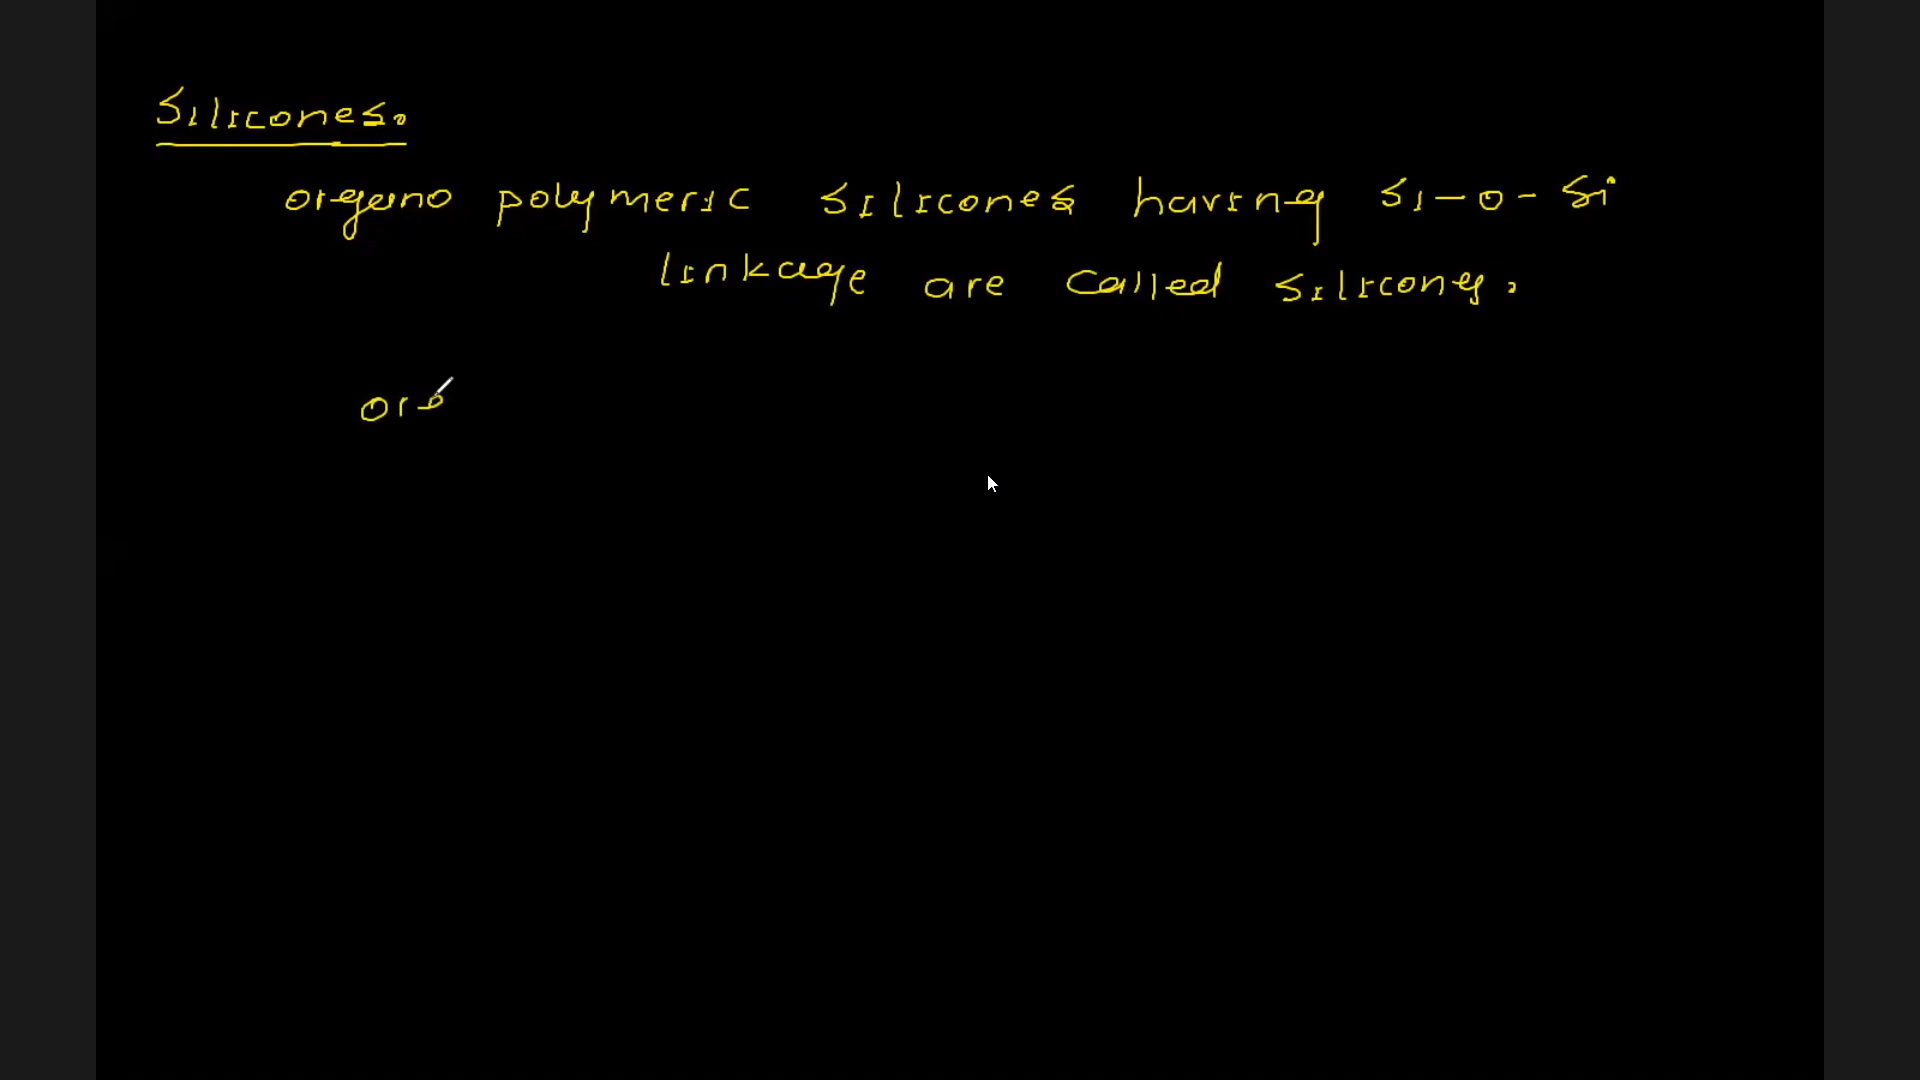 Silicones.
organo polymeric silicones having Si-O-Si
linkage are called silicones.
or